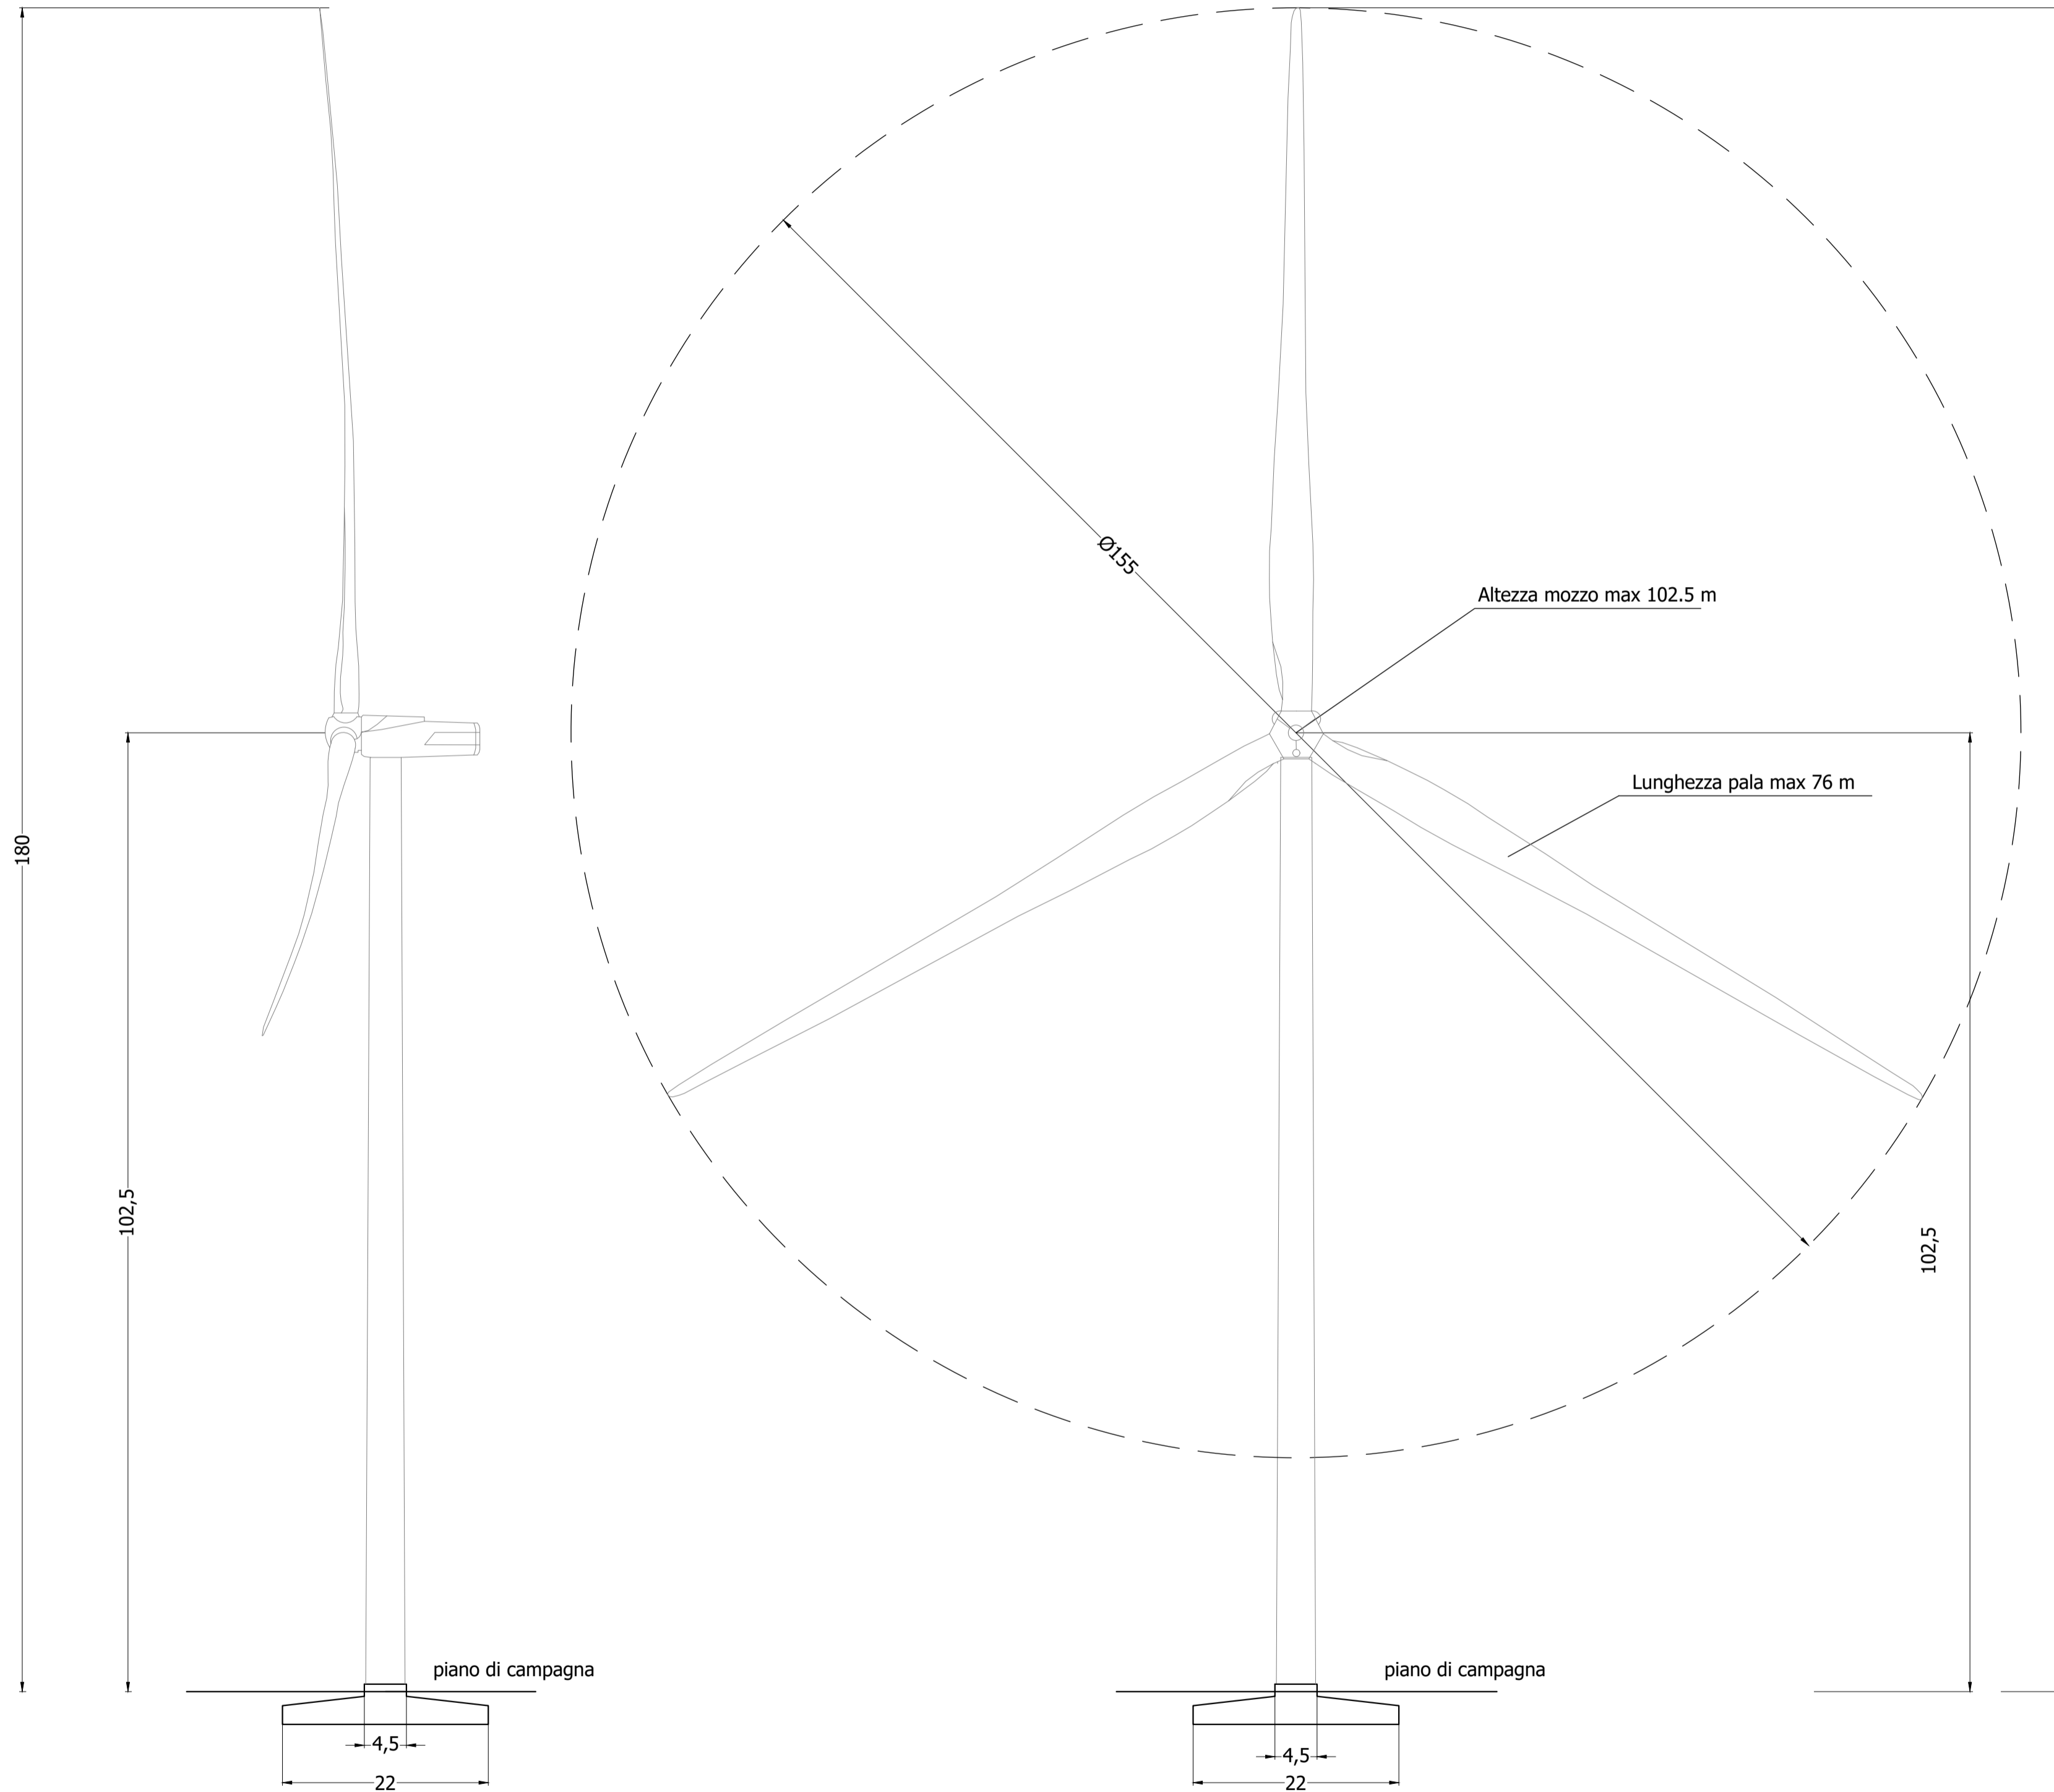 Ø155
Altezza mozzo max 102.5 m
Lunghezza pala max 76 m
180
102,5
102,5
piano di campagna
piano di campagna
4,5
4,5
22
22